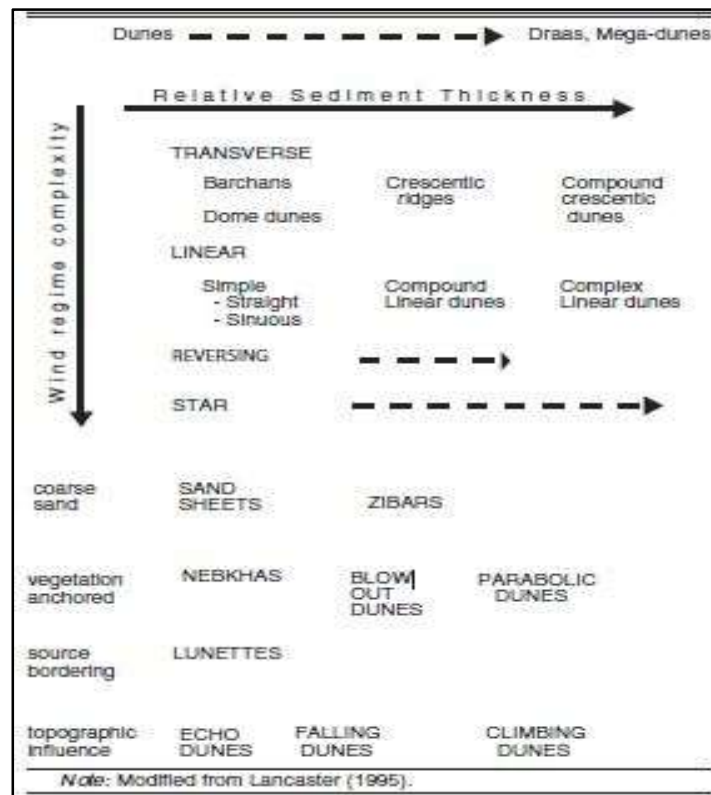 Dunes Draas, Mega-dunes
Relative Sediment Thickness
Wind regime complexity
TRANSVERSE
Barchans Crescentic ridges Compound crescentic dunes
Dome dunes
LINEAR
Simple Compound Complex
- Straight Linear dunes Linear dunes
- Sinuous
REVERSING
STAR
coarse SAND
sand SHEETS ZIBARS
vegetation NEBKHAS BLOW PARABOLIC
anchored OUT DUNES
DUNES
source LUNETTES
bordering
topographic ECHO FALLING CLIMBING
influence DUNES DUNES DUNES
Note: Modified from Lancaster (1995).